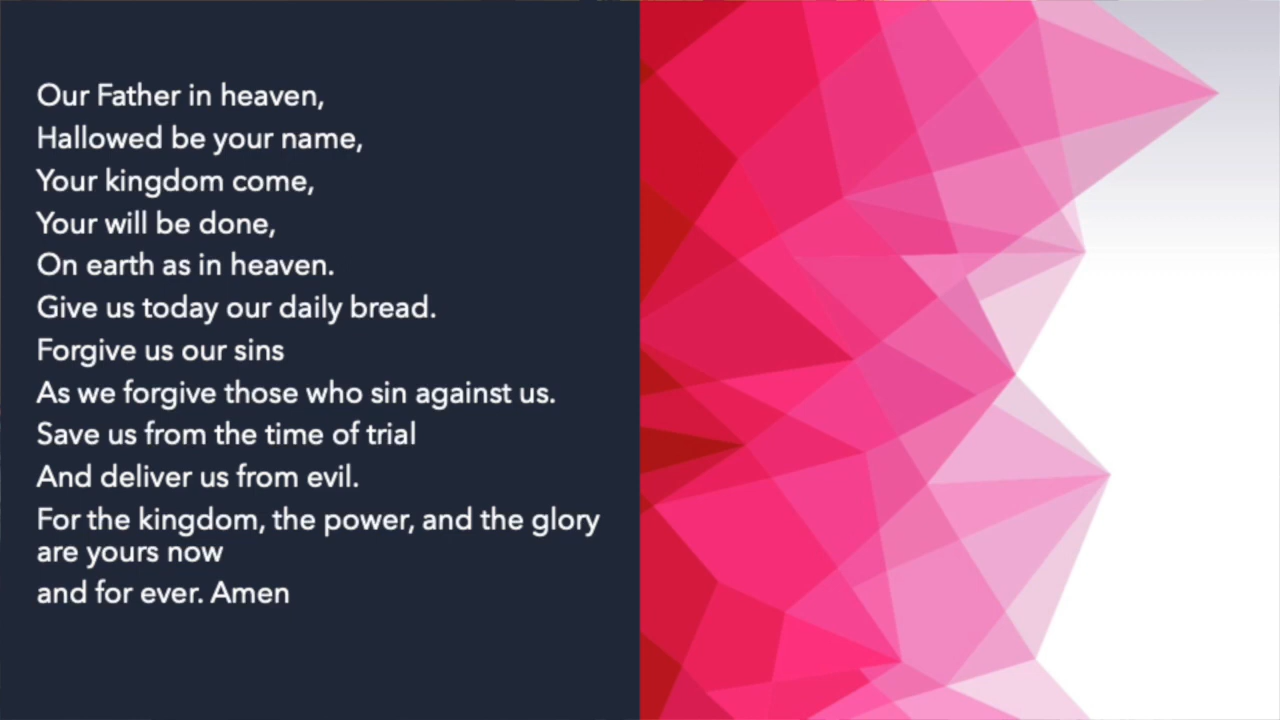 Our Father in heaven,
Hallowed be your name,
Your kingdom come,
Your will be done,
On earth as in heaven.
Give us today our daily bread.
Forgive us our sins
As we forgive those who sin against us.
Save us from the time of trial
And deliver us from evil.
For the kingdom, the power, and the glory
are yours now
and for ever. Amen